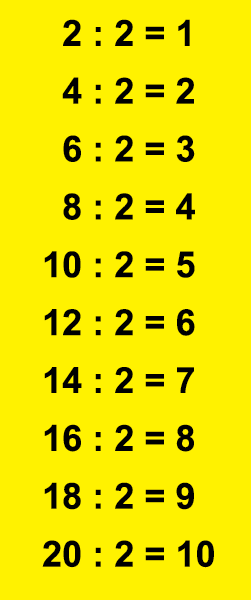 2 : 2 = 1
4 : 2 = 2
6 : 2 = 3
8 : 2 = 4
10 : 2 = 5
12 : 2 = 6
14 : 2 = 7
16 : 2 = 8
18 : 2 = 9
20 : 2 = 10